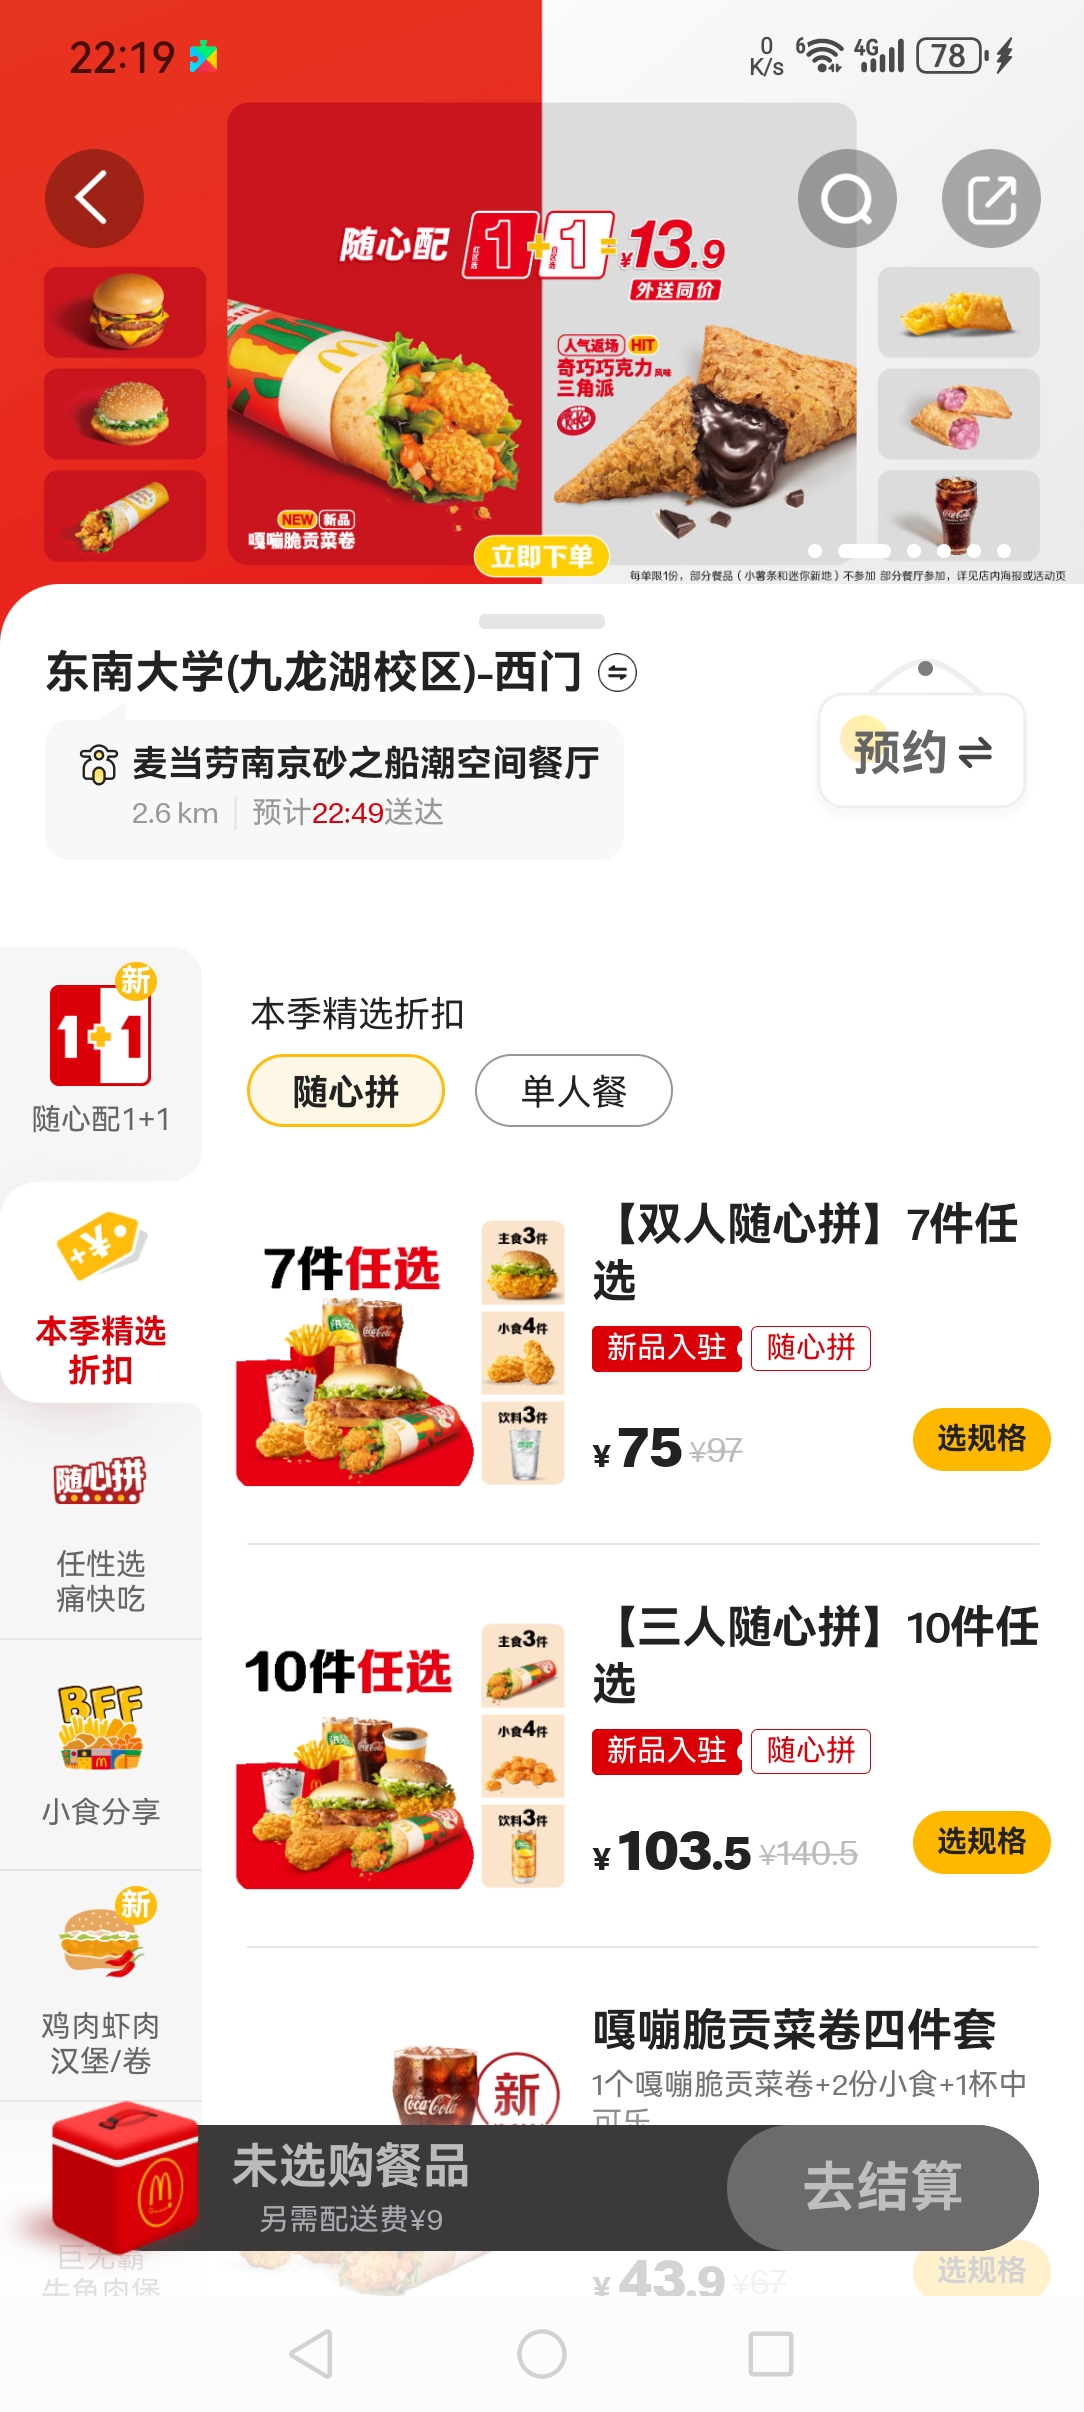 22:19
0
K/s
6
4G
78
随心配 红区选 1+1 白区选 =¥13.9
外送同价
人气返场 HIT
奇巧巧克力风味
三角派
KitKat
NEW 新品
嘎嘣脆贡菜卷
立即下单
每单限1份，部分餐品（小薯条和迷你新地）不参加 部分餐厅参加，详见店内海报或活动页
东南大学(九龙湖校区)-西门
预约
麦当劳南京砂之船潮空间餐厅
2.6 km 预计22:49送达
新
1+1
随心配1+1
本季精选
折扣
随心拼
任性选
痛快吃
BFF
小食分享
新
鸡肉虾肉
汉堡/卷
巨无霸
牛鱼肉堡
本季精选折扣
随心拼 单人餐
7件任选
主食3件
小食4件
饮料3件
【双人随心拼】7件任
选
新品入驻 随心拼
¥75 ¥97
选规格
10件任选
主食3件
小食4件
饮料3件
【三人随心拼】10件任
选
新品入驻 随心拼
¥103.5 ¥140.5
选规格
Coca-Cola
新
嘎嘣脆贡菜卷四件套
1个嘎嘣脆贡菜卷+2份小食+1杯中
可乐
¥43.9 ¥67
选规格
未选购餐品
另需配送费¥9
去结算